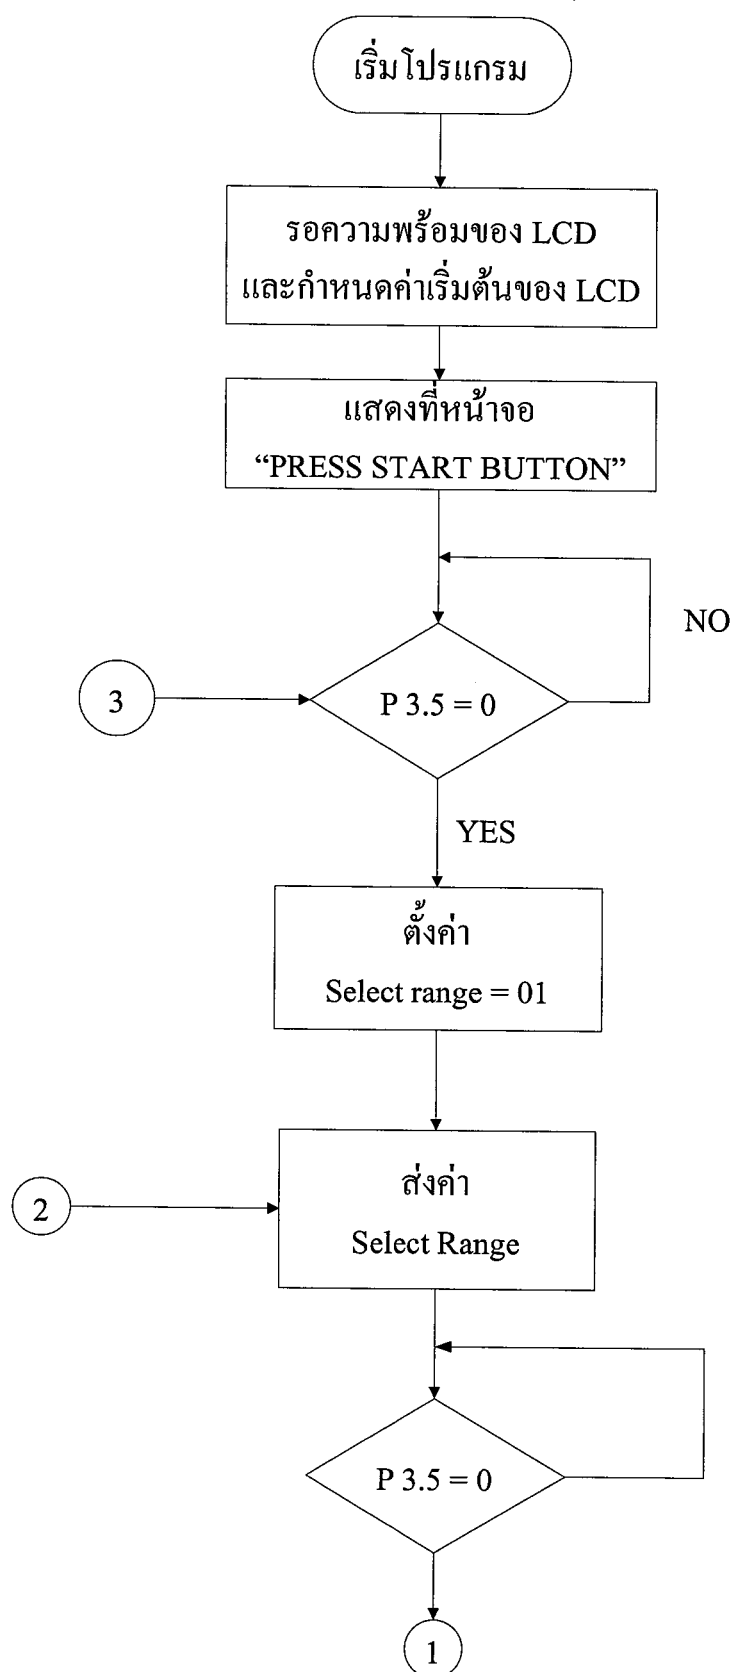 เริ่มโปรแกรม
รอความพร้อมของ LCD
และกำหนดค่าเริ่มต้นของ LCD
แสดงที่หน้าจอ
“PRESS START BUTTON”
NO
3
P 3.5 = 0
YES
ตั้งค่า
Select range = 01
ส่งค่า
2
Select Range
P 3.5 = 0
1